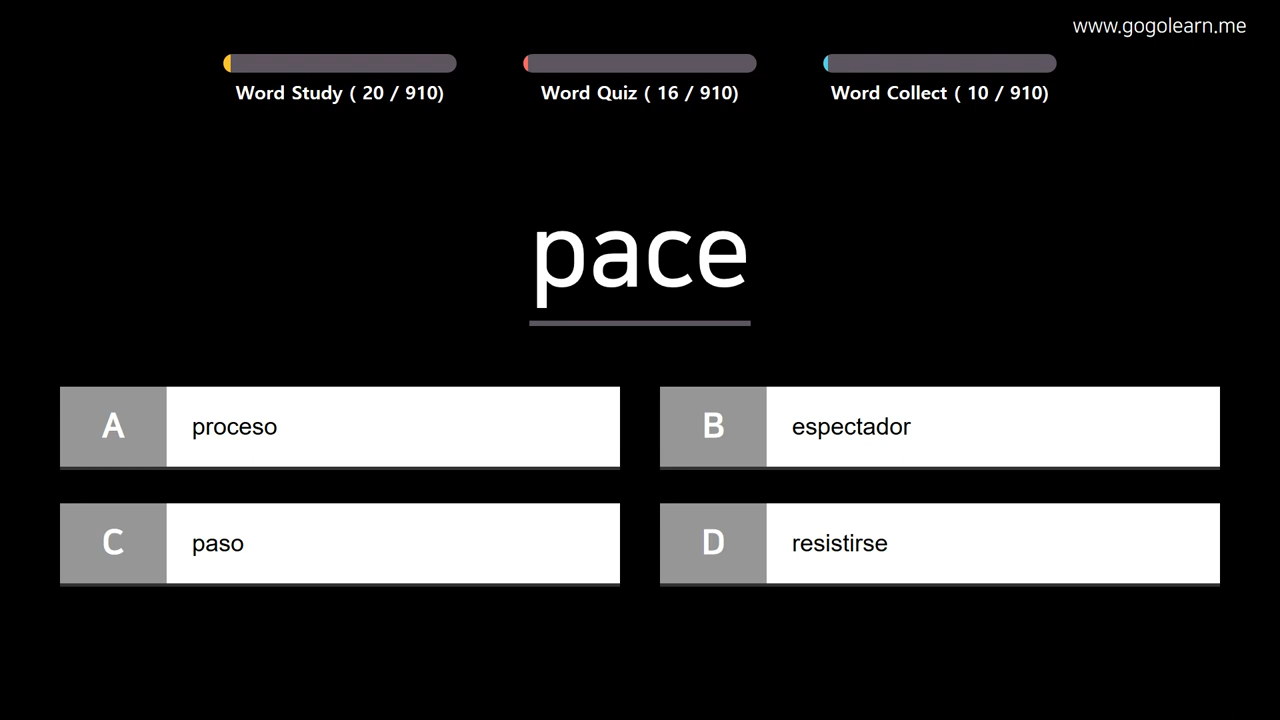 www.gogolearn.me
Word Study ( 20 / 910)
Word Quiz ( 16 / 910)
Word Collect ( 10 / 910)
pace
A proceso
B espectador
C paso
D resistirse